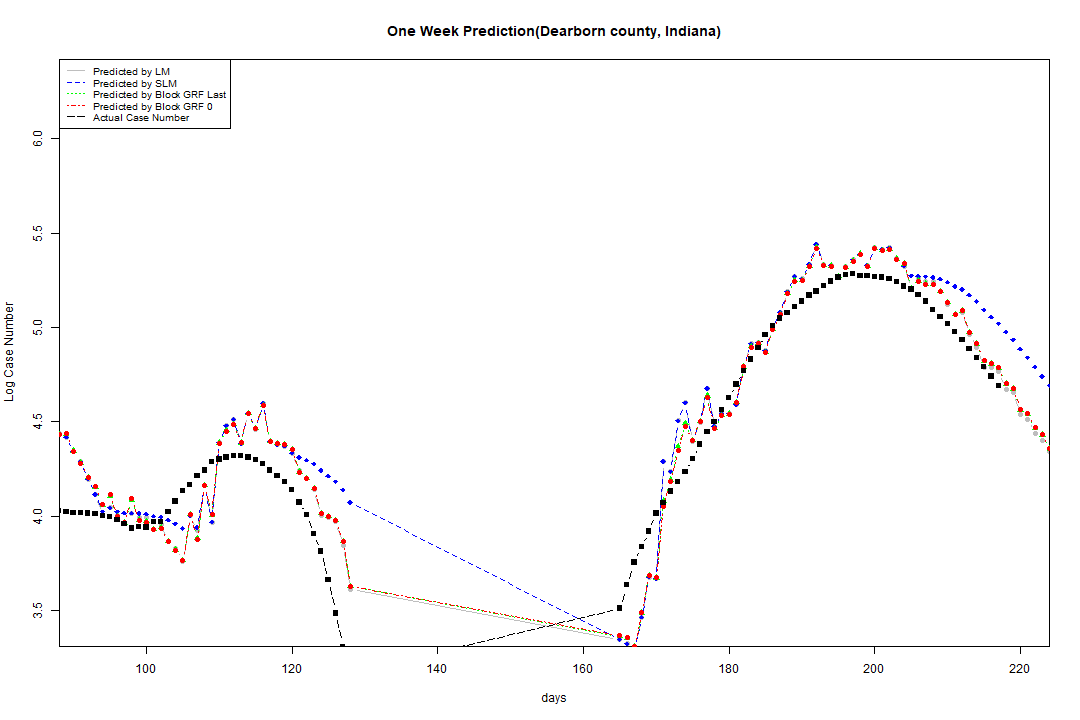 One Week Prediction(Dearborn county, Indiana)
Predicted by LM
Predicted by SLM
Predicted by Block GRF Last
Predicted by Block GRF 0
Actual Case Number
Log Case Number
6.0
5.5
5.0
4.5
4.0
3.5
100 120 140 160 180 200 220
days